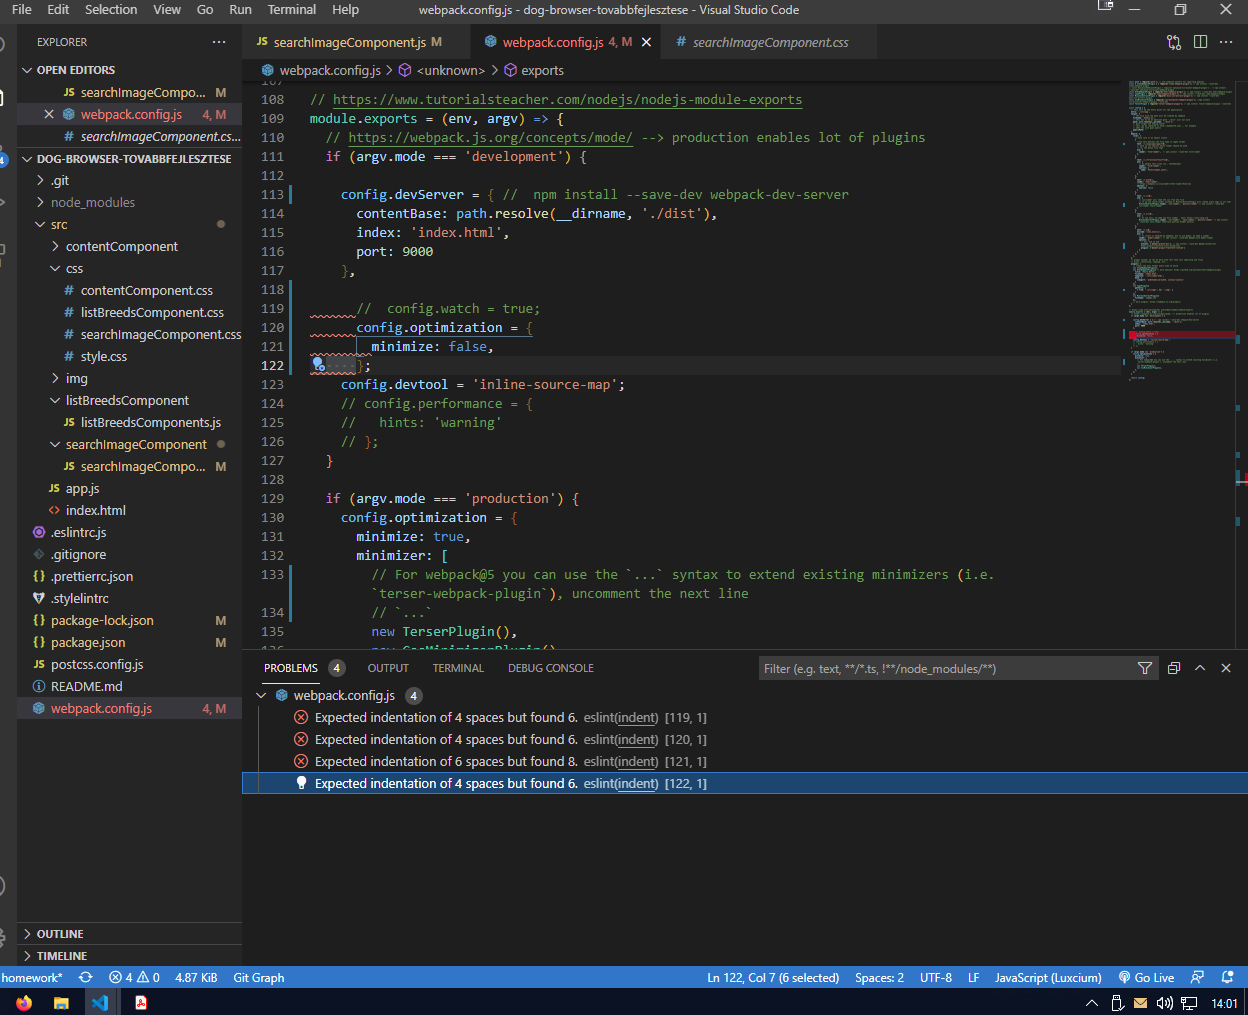 File Edit Selection View Go Run Terminal Help
webpack.config.js - dog-browser-tovabbfejlesztese - Visual Studio Code
EXPLORER
JS searchImageComponent.js M
webpack.config.js 4, M
# searchImageComponent.css
OPEN EDITORS
JS searchImageCompo... M
webpack.config.js 4, M
# searchImageComponent.cs...
DOG-BROWSER-TOVABBFEJLESZTESE
.git
node_modules
src
contentComponent
css
# contentComponent.css
# listBreedsComponent.css
# searchImageComponent.css
# style.css
img
listBreedsComponent
JS listBreedsComponents.js
searchImageComponent
JS searchImageCompo... M
JS app.js
<> index.html
.eslintrc.js
.gitignore
{} .prettierrc.json
.stylelintrc
{} package-lock.json M
{} package.json M
JS postcss.config.js
README.md
webpack.config.js 4, M
OUTLINE
TIMELINE
webpack.config.js > <unknown> > exports
107
108 // https://www.tutorialsteacher.com/nodejs/nodejs-module-exports
109 module.exports = (env, argv) => {
110 // https://webpack.js.org/concepts/mode/ --> production enables lot of plugins
111 if (argv.mode === 'development') {
112
113 config.devServer = { //  npm install --save-dev webpack-dev-server
114 contentBase: path.resolve(__dirname, './dist'),
115 index: 'index.html',
116 port: 9000
117 },
118
119 //  config.watch = true;
120 config.optimization = {
121 minimize: false,
122 };
123 config.devtool = 'inline-source-map';
124 // config.performance = {
125 //   hints: 'warning'
126 // };
127 }
128
129 if (argv.mode === 'production') {
130 config.optimization = {
131 minimize: true,
132 minimizer: [
133 // For webpack@5 you can use the `...` syntax to extend existing minimizers (i.e.
`terser-webpack-plugin`), uncomment the next line
134 // `...`
135 new TerserPlugin(),
PROBLEMS 4 OUTPUT TERMINAL DEBUG CONSOLE
Filter (e.g. text, **/*.ts, !**/node_modules/**)
webpack.config.js 4
Expected indentation of 4 spaces but found 6. eslint(indent) [119, 1]
Expected indentation of 4 spaces but found 6. eslint(indent) [120, 1]
Expected indentation of 6 spaces but found 8. eslint(indent) [121, 1]
Expected indentation of 4 spaces but found 6. eslint(indent) [122, 1]
homework* 4 0 4.87 KiB Git Graph
Ln 122, Col 7 (6 selected) Spaces: 2 UTF-8 LF JavaScript (Luxcium) Go Live
14:01